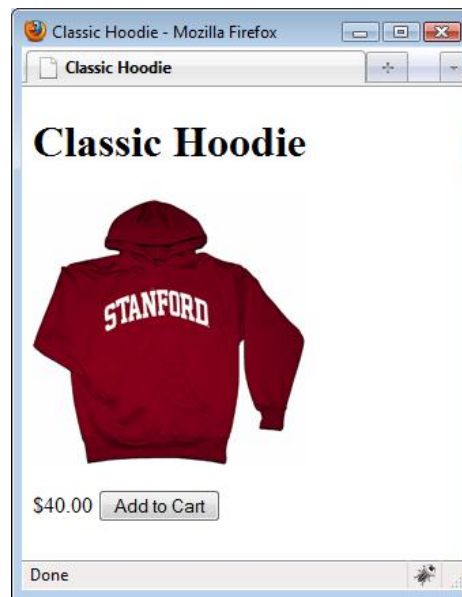 Classic Hoodie - Mozilla Firefox
Classic Hoodie
Classic Hoodie
STANFORD
$40.00 Add to Cart
Done